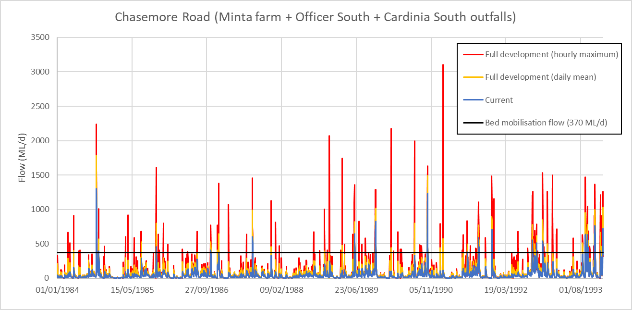 Chasemore Road (Minta farm + Officer South + Cardinia South outfalls)
3500
3000
2500
2000
1500
1000
500
0
Flow (ML/d)
Full development (hourly maximum)
Full development (daily mean)
Current
Bed mobilisation flow (370 ML/d)
01/01/1984
15/05/1985
27/09/1986
09/02/1988
23/06/1989
05/11/1990
19/03/1992
01/08/1993